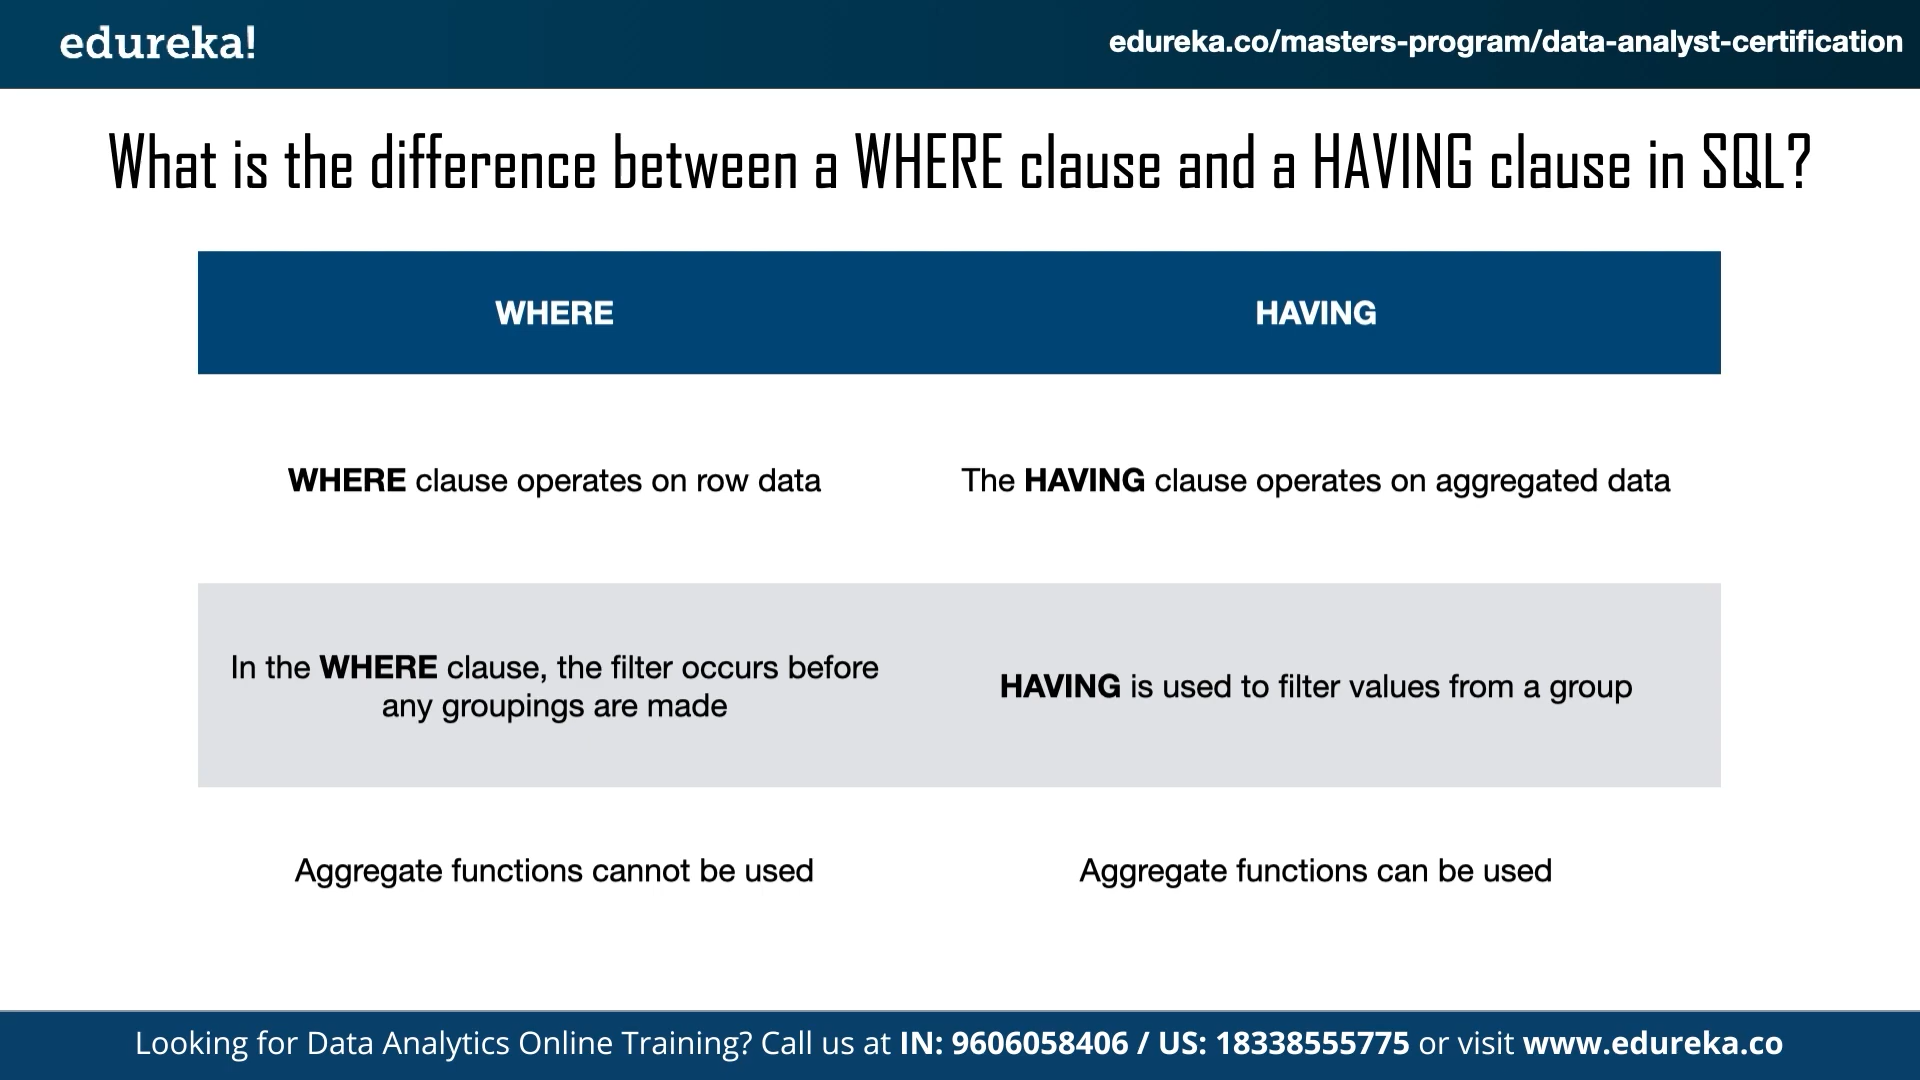 edureka!
edureka.co/masters-program/data-analyst-certification
What is the difference between a WHERE clause and a HAVING clause in SQL?
WHERE
HAVING
WHERE clause operates on row data
The HAVING clause operates on aggregated data
In the WHERE clause, the filter occurs before
any groupings are made
HAVING is used to filter values from a group
Aggregate functions cannot be used
Aggregate functions can be used
Looking for Data Analytics Online Training? Call us at IN: 9606058406 / US: 18338555775 or visit www.edureka.co